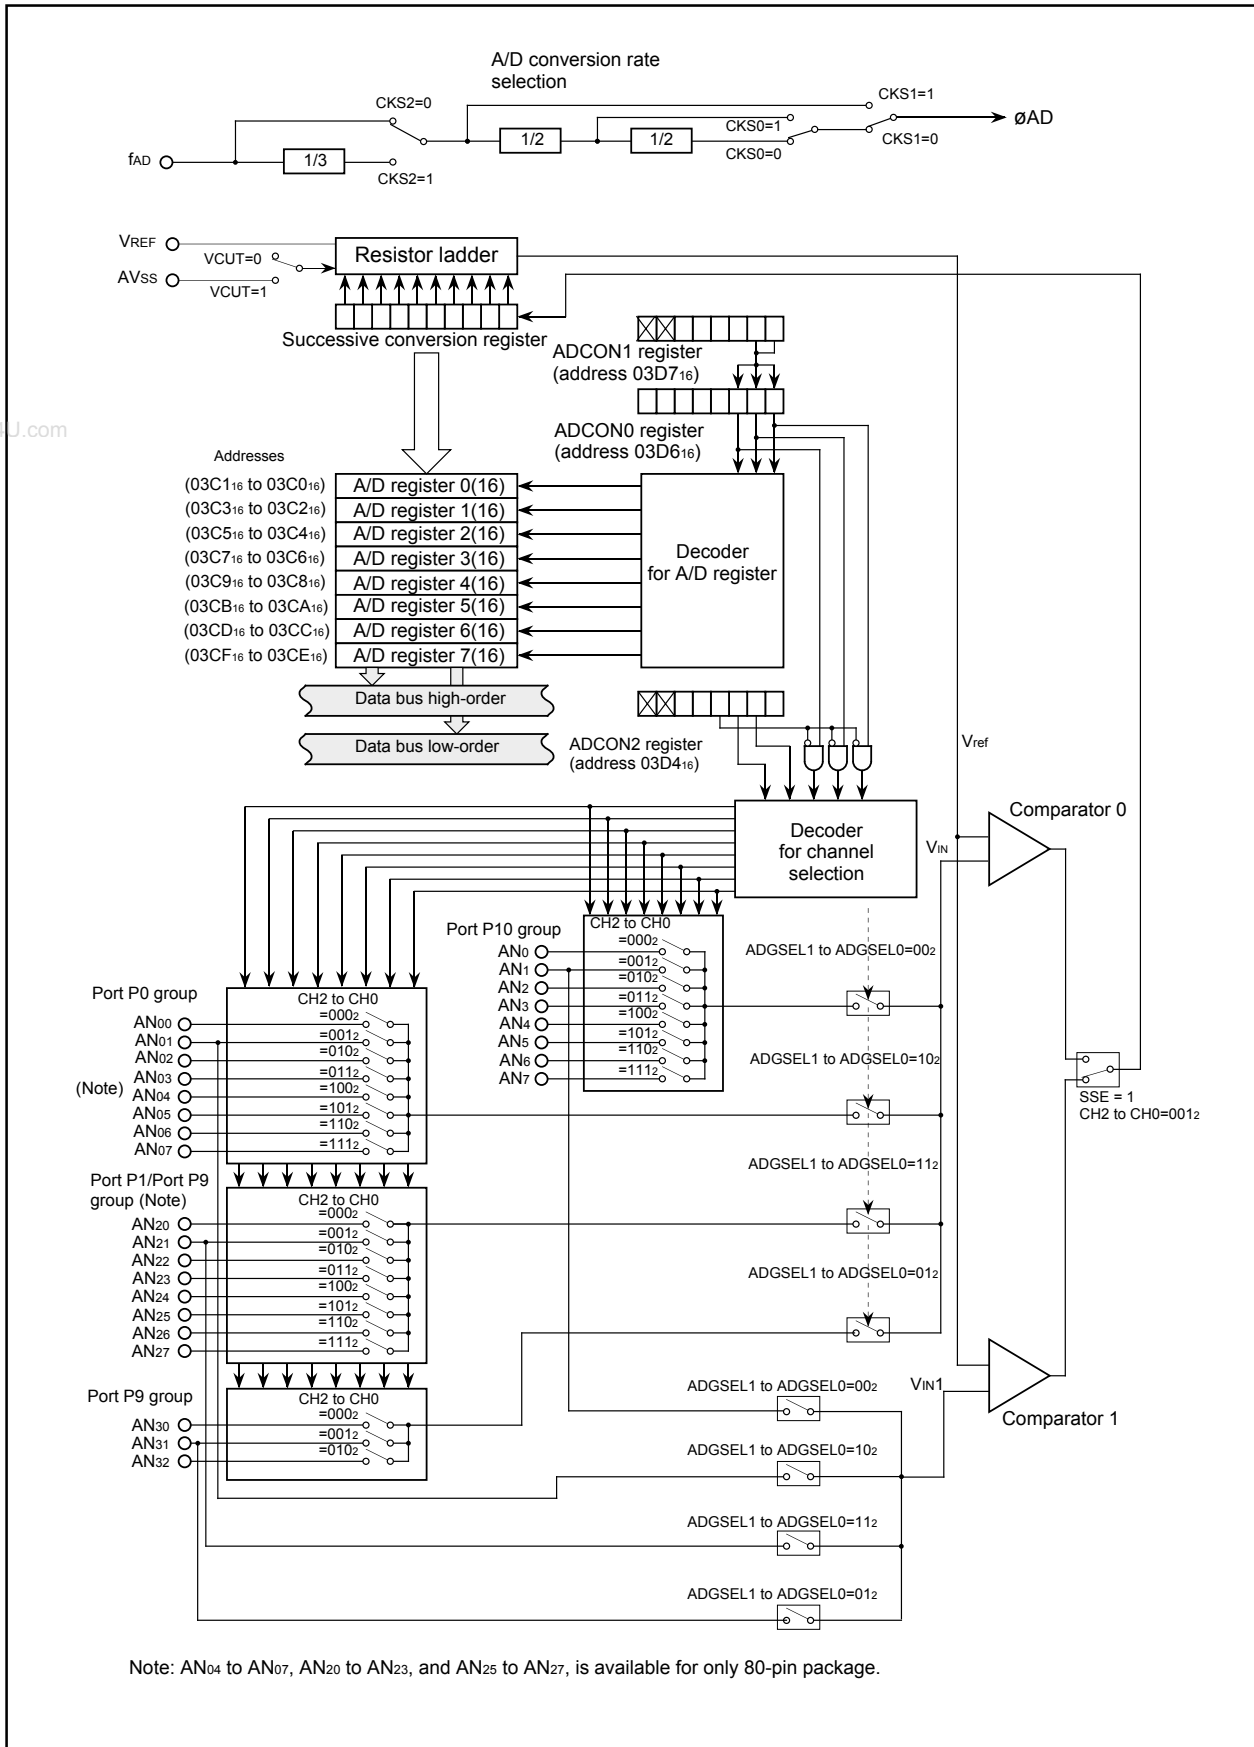 A/D conversion rate
selection
CKS2=0
CKS1=1
CKS0=1
øAD
fAD
1/3
1/2
1/2
CKS0=0
CKS1=0
CKS2=1
VREF
VCUT=0
Resistor ladder
AVSS
VCUT=1
Successive conversion register
ADCON1 register
(address 03D716)
4U.com
ADCON0 register
(address 03D616)
Addresses
(03C116 to 03C016) A/D register 0(16)
(03C316 to 03C216) A/D register 1(16)
(03C516 to 03C416) A/D register 2(16)
(03C716 to 03C616) A/D register 3(16)
(03C916 to 03C816) A/D register 4(16)
(03CB16 to 03CA16) A/D register 5(16)
(03CD16 to 03CC16) A/D register 6(16)
(03CF16 to 03CE16) A/D register 7(16)
Decoder
for A/D register
Data bus high-order
Data bus low-order
ADCON2 register
(address 03D416)
Vref
Decoder
for channel
selection
Comparator 0
VIN
Port P10 group
CH2 to CH0
AN0 =0002
AN1 =0012
AN2 =0102
AN3 =0112
AN4 =1002
AN5 =1012
AN6 =1102
AN7 =1112
ADGSEL1 to ADGSEL0=002
ADGSEL1 to ADGSEL0=102
ADGSEL1 to ADGSEL0=112
ADGSEL1 to ADGSEL0=012
SSE = 1
CH2 to CH0=0012
Port P0 group
CH2 to CH0
AN00 =0002
AN01 =0012
AN02 =0102
AN03 =0112
(Note)
AN04 =1002
AN05 =1012
AN06 =1102
AN07 =1112
Port P1/Port P9
group (Note)
CH2 to CH0
AN20 =0002
AN21 =0012
AN22 =0102
AN23 =0112
AN24 =1002
AN25 =1012
AN26 =1102
AN27 =1112
Port P9 group
CH2 to CH0
AN30 =0002
AN31 =0012
AN32 =0102
VIN1
Comparator 1
ADGSEL1 to ADGSEL0=002
ADGSEL1 to ADGSEL0=102
ADGSEL1 to ADGSEL0=112
ADGSEL1 to ADGSEL0=012
Note: AN04 to AN07, AN20 to AN23, and AN25 to AN27, is available for only 80-pin package.